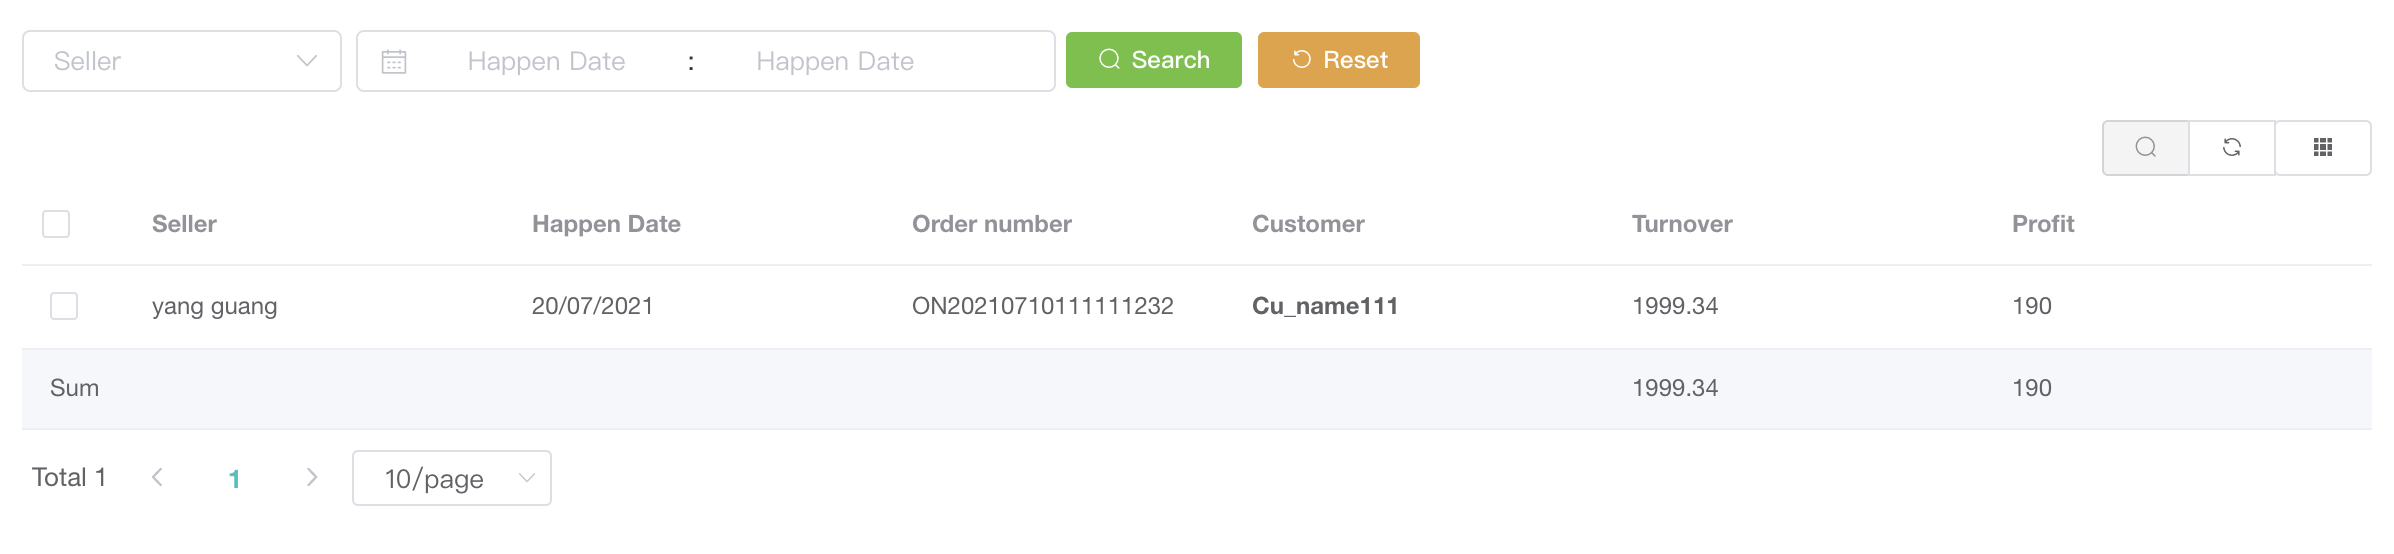 Seller Happen Date : Happen Date Search Reset
Seller Happen Date Order number Customer Turnover Profit
yang guang 20/07/2021 ON20210710111111232 Cu_name111 1999.34 190
Sum 1999.34 190
Total 1 1 10/page